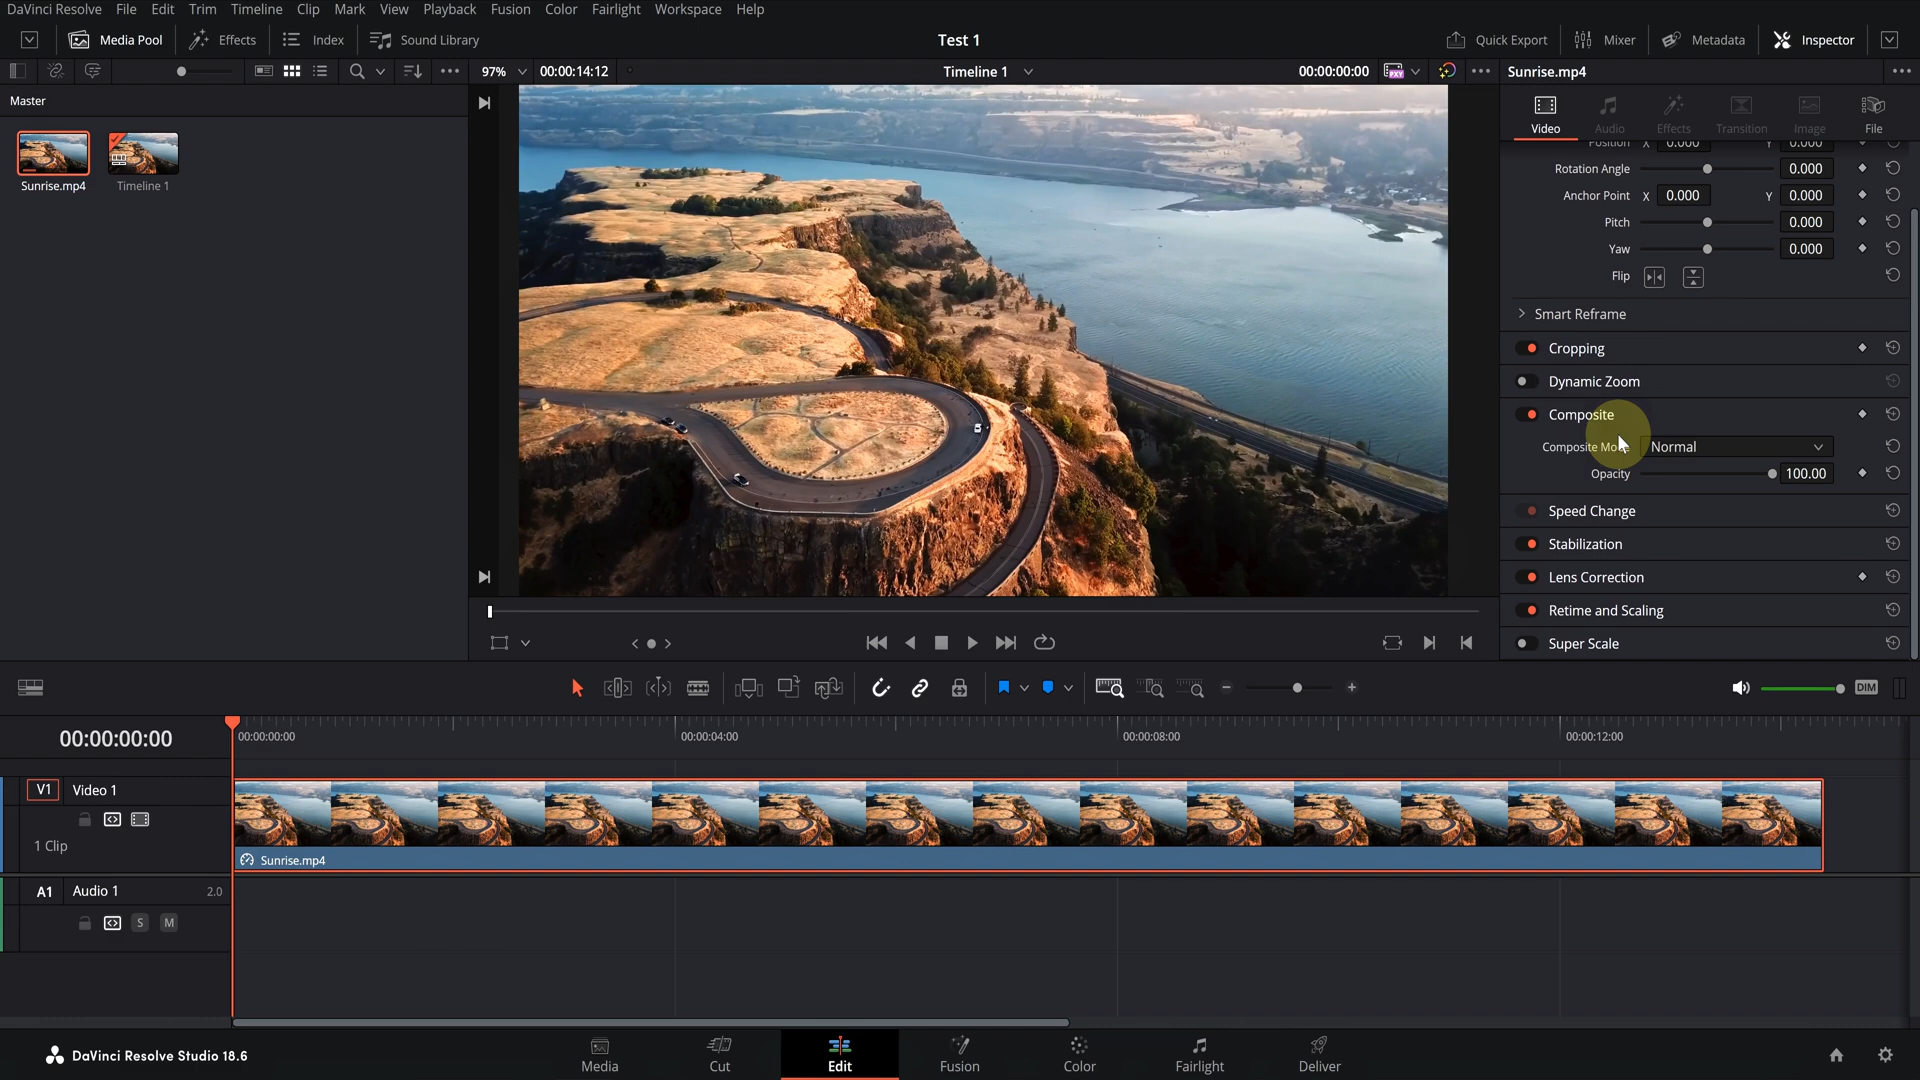 DaVinci Resolve File Edit Trim Timeline Clip Mark View Playback Fusion Color Fairlight Workspace Help
Media Pool Effects Index Sound Library Test 1 Quick Export Mixer Metadata Inspector
97% 00:00:14:12 Timeline 1 00:00:00:00 PXY Sunrise.mp4
Master
Video Audio Effects Transition Image File
Position X 0.000 Y 0.000
Rotation Angle 0.000
Anchor Point X 0.000 Y 0.000
Sunrise.mp4 Timeline 1
Pitch 0.000
Yaw 0.000
Flip
Smart Reframe
Cropping
Dynamic Zoom
Composite
Composite Mo Normal
Opacity 100.00
Speed Change
Stabilization
Lens Correction
Retime and Scaling
Super Scale
DIM
00:00:00:00 00:00:00:00 00:00:04:00 00:00:08:00 00:00:12:00
V1 Video 1
1 Clip
Sunrise.mp4
A1 Audio 1 2.0
S M
DaVinci Resolve Studio 18.6
Media Cut Edit Fusion Color Fairlight Deliver